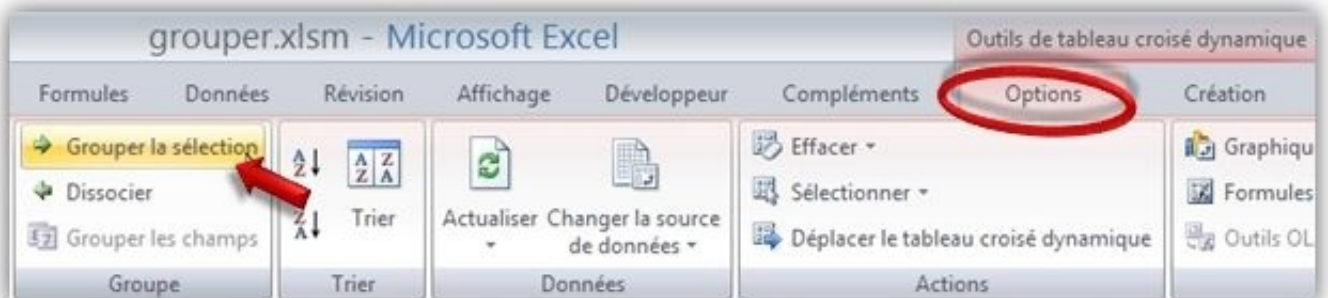 grouper.xlsm - Microsoft Excel
Outils de tableau croisé dynamique
Formules Données Révision Affichage Développeur Compléments Options Création
Grouper la sélection
Dissocier
Grouper les champs
Groupe
A Z
Z A
A Z
Z A
Trier
Trier
Actualiser
Changer la source
de données
Données
Effacer
Sélectionner
Déplacer le tableau croisé dynamique
Actions
Graphiqu
Formules
Outils OL